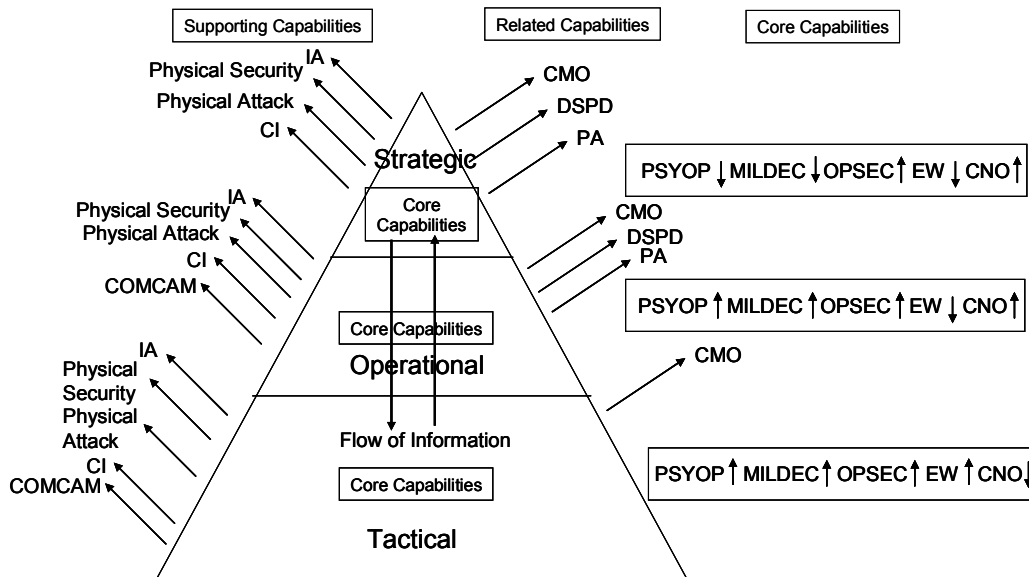 Supporting Capabilities
Related Capabilities
Core Capabilities
IA
Physical Security
Physical Attack
CI
CMO
DSPD
PA
Strategic
Core
Capabilities
PSYOP MILDEC OPSEC EW CNO
IA
Physical Security
Physical Attack
CI
COMCAM
CMO
DSPD
PA
Core Capabilities
Operational
PSYOP MILDEC OPSEC EW CNO
IA
Physical
Security
Physical
Attack
CI
COMCAM
CMO
Flow of Information
Core Capabilities
Tactical
PSYOP MILDEC OPSEC EW CNO